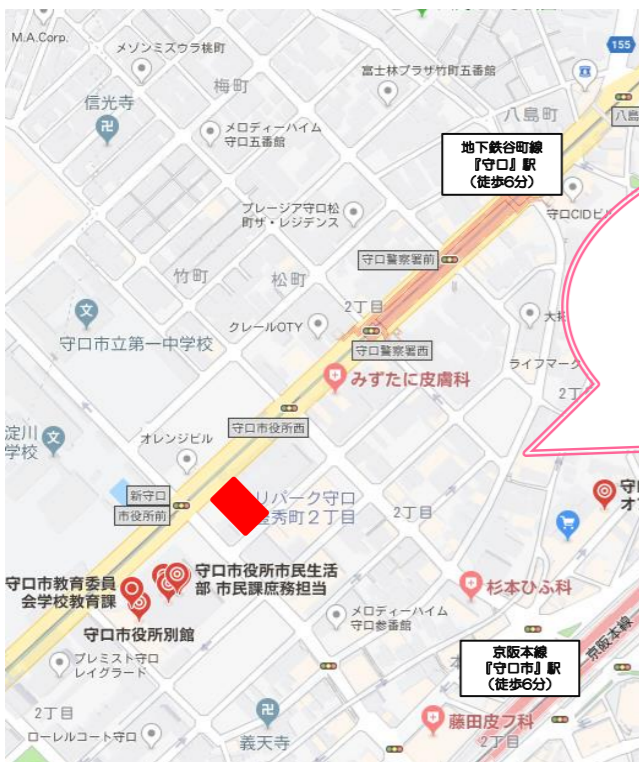 M.A.Corp.
メゾンミズウラ桃町
155
梅町
富士林プラザ竹町五番館
信光寺
八島町
メロディーハイム
守口五番館
八島
地下鉄谷町線
『守口』駅
(徒歩6分)
プレージア守口松
町ザ・レジデンス
守口CIDビ
守口警察署前
竹町
松町
2丁目
クレールOTY
守口市立第一中学校
守口警察署西
ライフマーク
みずたに皮膚科
2丁
守口市役所西
淀川
学校
オレンジビル
新守口
市役所前
リパーク守口
秀町2丁目
2丁目
守口市役所市民生活
部 市民課庶務担当
守口市教育委員
会学校教育課
守口市役所別館
杉本ひふ科
メロディーハイム
守口参番館
プレミスト守口
レイグラード
京阪本線
『守口市』駅
(徒歩6分)
京阪本線
2丁目
ローレルコート守口
義天寺
藤田皮フ科
2丁目